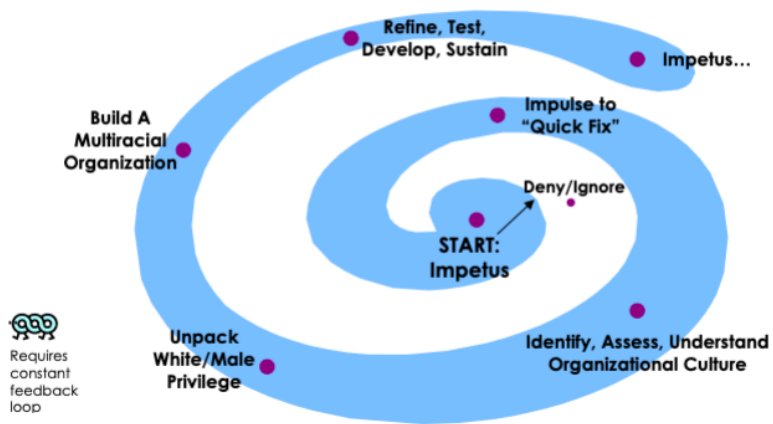 Refine, Test,
Develop, Sustain
Impetus...
Build A
Multiracial
Organization
Impulse to
“Quick Fix”
Deny/Ignore
START:
Impetus
Requires
constant
feedback
loop
Unpack
White/Male
Privilege
Identify, Assess, Understand
Organizational Culture